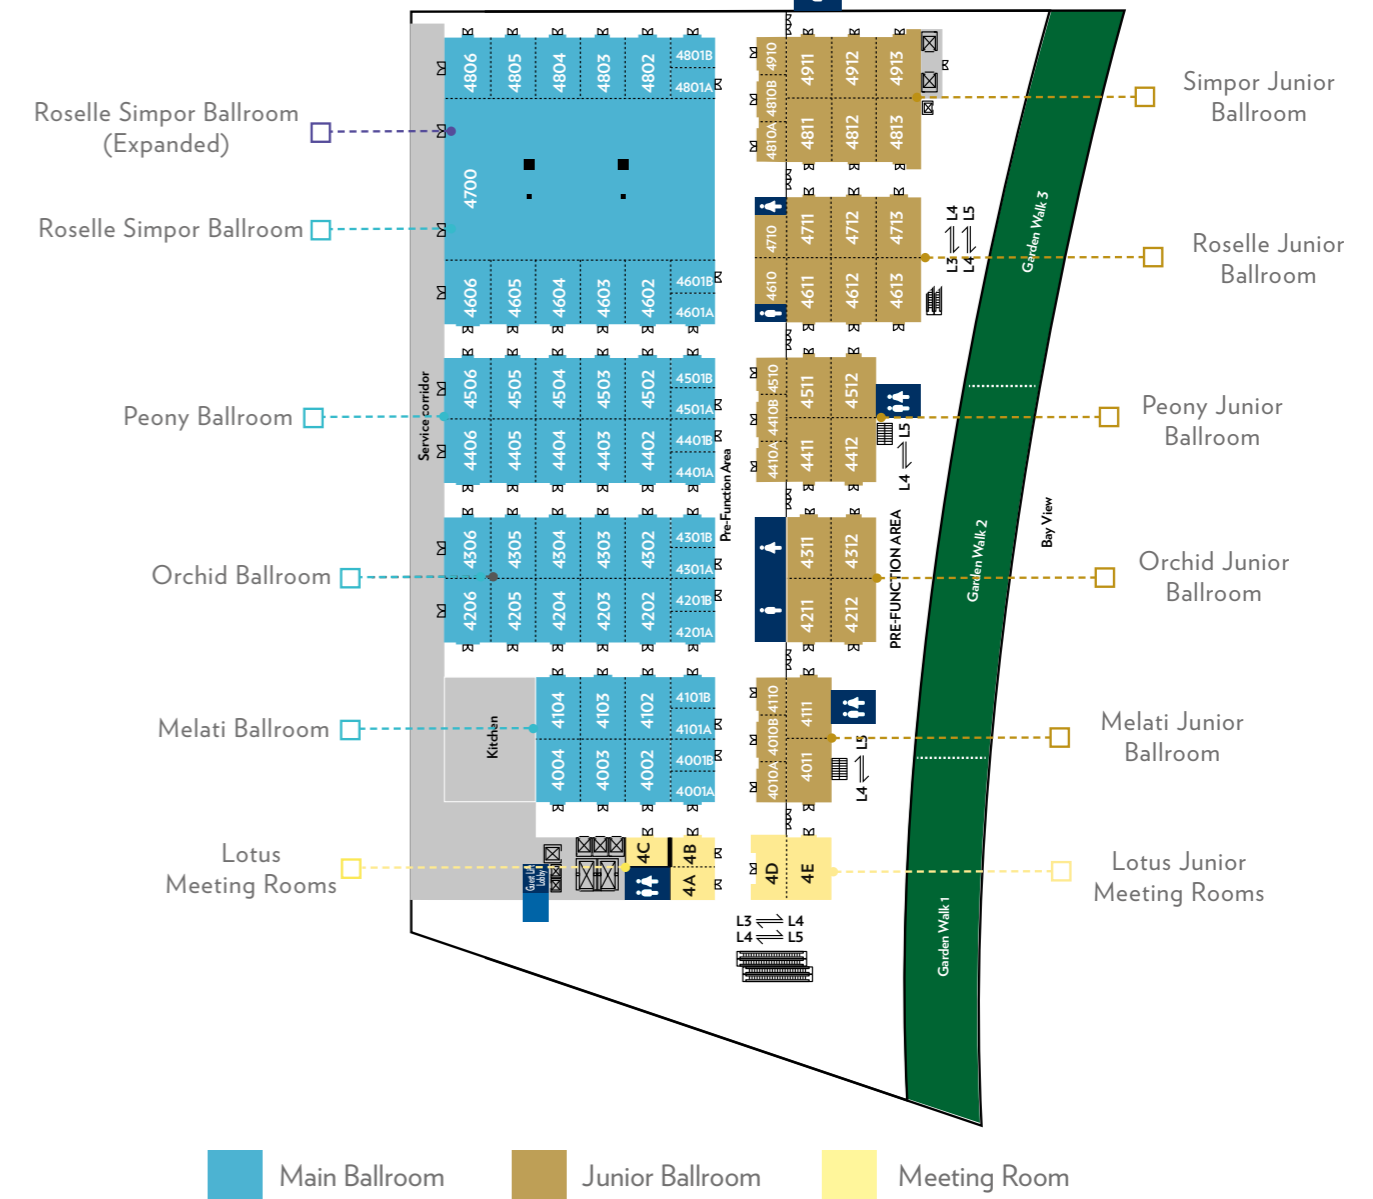 Roselle Simpor Ballroom
(Expanded)
Roselle Simpor Ballroom
Peony Ballroom
Orchid Ballroom
Melati Ballroom
Lotus
Meeting Rooms
Service corridor
Kitchen
4806
4805
4804
4803
4802
4801B
4801A
4700
4606
4605
4604
4603
4602
4601B
4601A
4506
4505
4504
4503
4502
4501B
4501A
4406
4405
4404
4403
4402
4401B
4401A
4306
4305
4304
4303
4302
4301B
4301A
4206
4205
4204
4203
4202
4201B
4201A
4104
4103
4102
4101B
4101A
4004
4003
4002
4001B
4001A
4C
4B
4A
Guest Lift
Lobby
Pre-Function Area
4910
4911
4912
4913
4810B
4810A
4811
4812
4813
4710
4711
4712
4713
4610
4611
4612
4613
L3 L4
L4 L5
4510
4511
4512
4410B
4410A
4411
4412
L4 L5
4311
4312
4211
4212
PRE-FUNCTION AREA
4110
4111
4010B
4010A
4011
L4 L5
4D
4E
L3 L4
L4 L5
Garden Walk 3
Garden Walk 2
Garden Walk 1
Bay View
Simpor Junior
Ballroom
Roselle Junior
Ballroom
Peony Junior
Ballroom
Orchid Junior
Ballroom
Melati Junior
Ballroom
Lotus Junior
Meeting Rooms
Main Ballroom
Junior Ballroom
Meeting Room